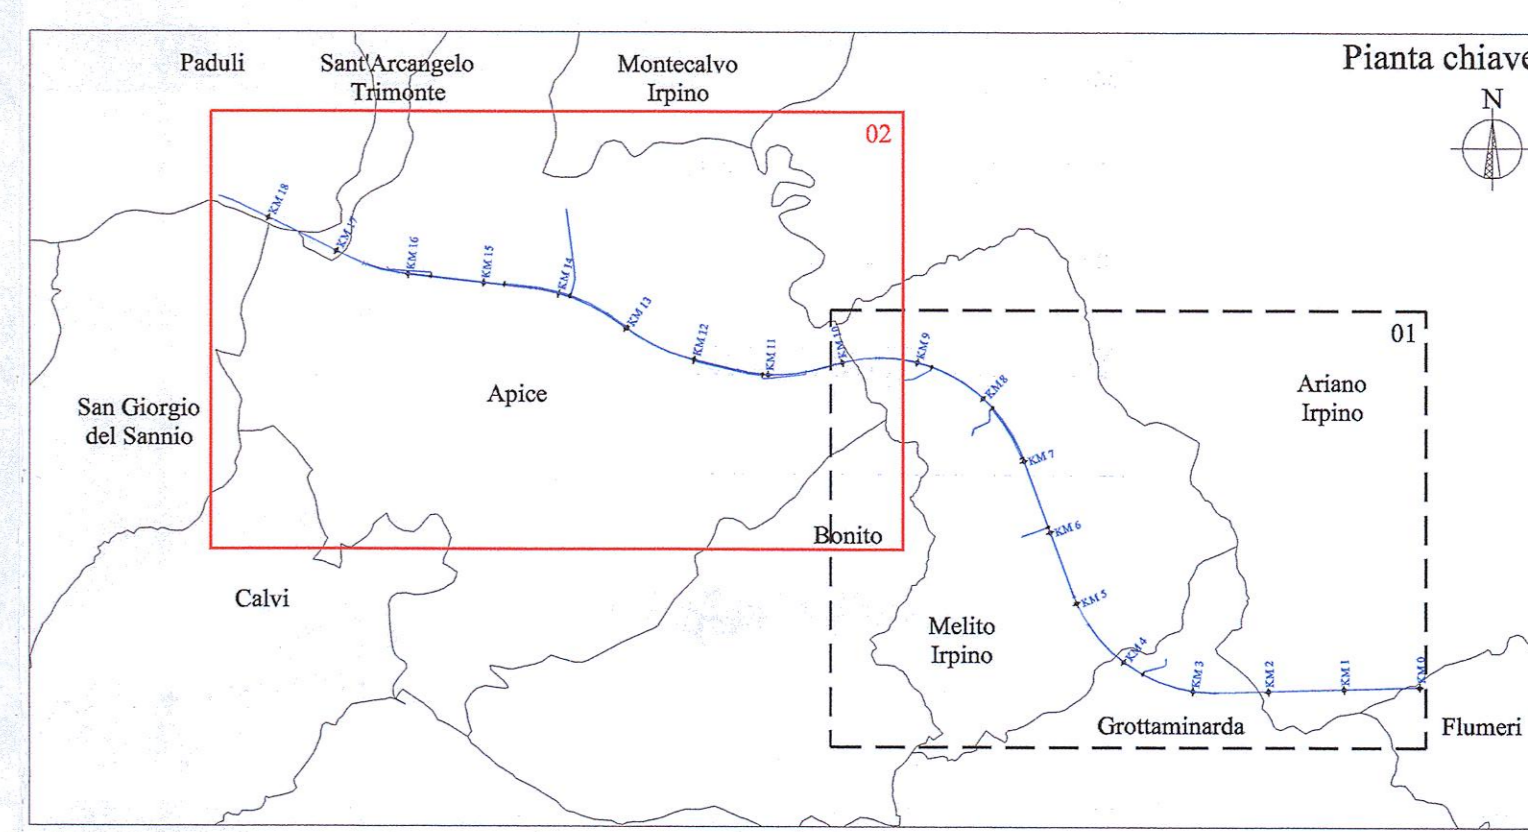 Pianta chiave
N
Paduli
Sant'Arcangelo
Trimonte
Montecalvo
Irpino
02
01
KM 18
KM 17
KM 16
KM 15
KM 14
KM 13
KM 12
KM 11
KM 10
KM 9
KM 8
KM 7
KM 6
KM 5
KM 4
KM 3
KM 2
KM 1
KM 0
Ariano
Irpino
Apice
San Giorgio
del Sannio
Bonito
Calvi
Melito
Irpino
Grottaminarda
Flumeri